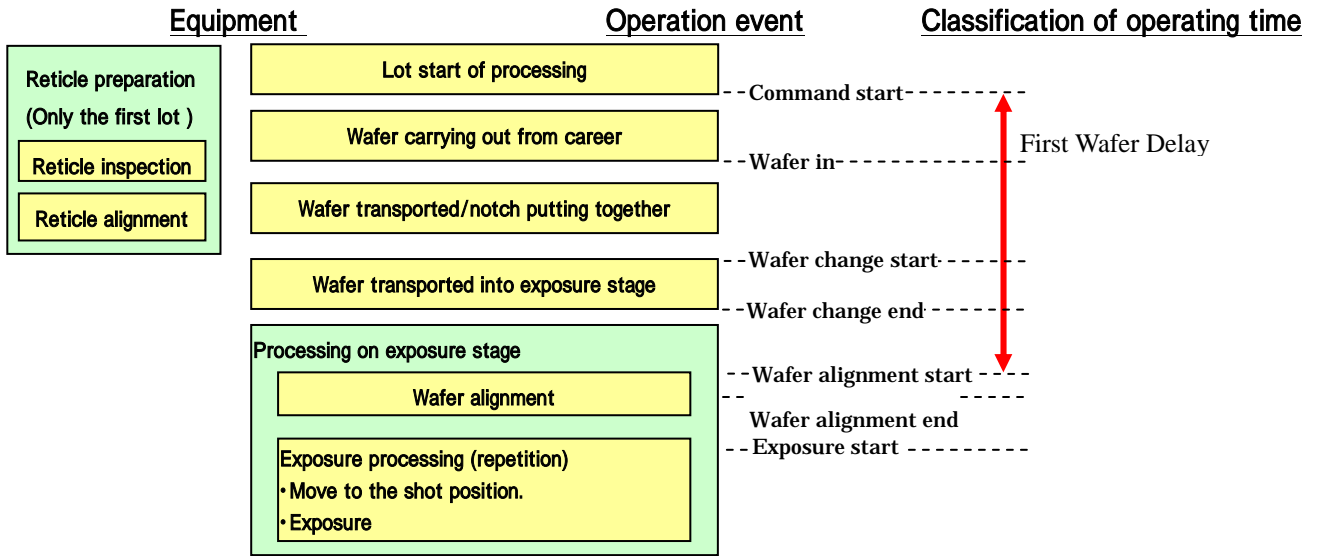 Equipment
Operation event
Classification of operating time
Reticle preparation
(Only the first lot )
Reticle inspection
Reticle alignment
Lot start of processing
Wafer carrying out from career
Wafer transported/notch putting together
Wafer transported into exposure stage
Processing on exposure stage
Wafer alignment
Exposure processing (repetition)
・Move to the shot position.
・Exposure
Command start
Wafer in
Wafer change start
Wafer change end
Wafer alignment start
Wafer alignment end
Exposure start
First Wafer Delay